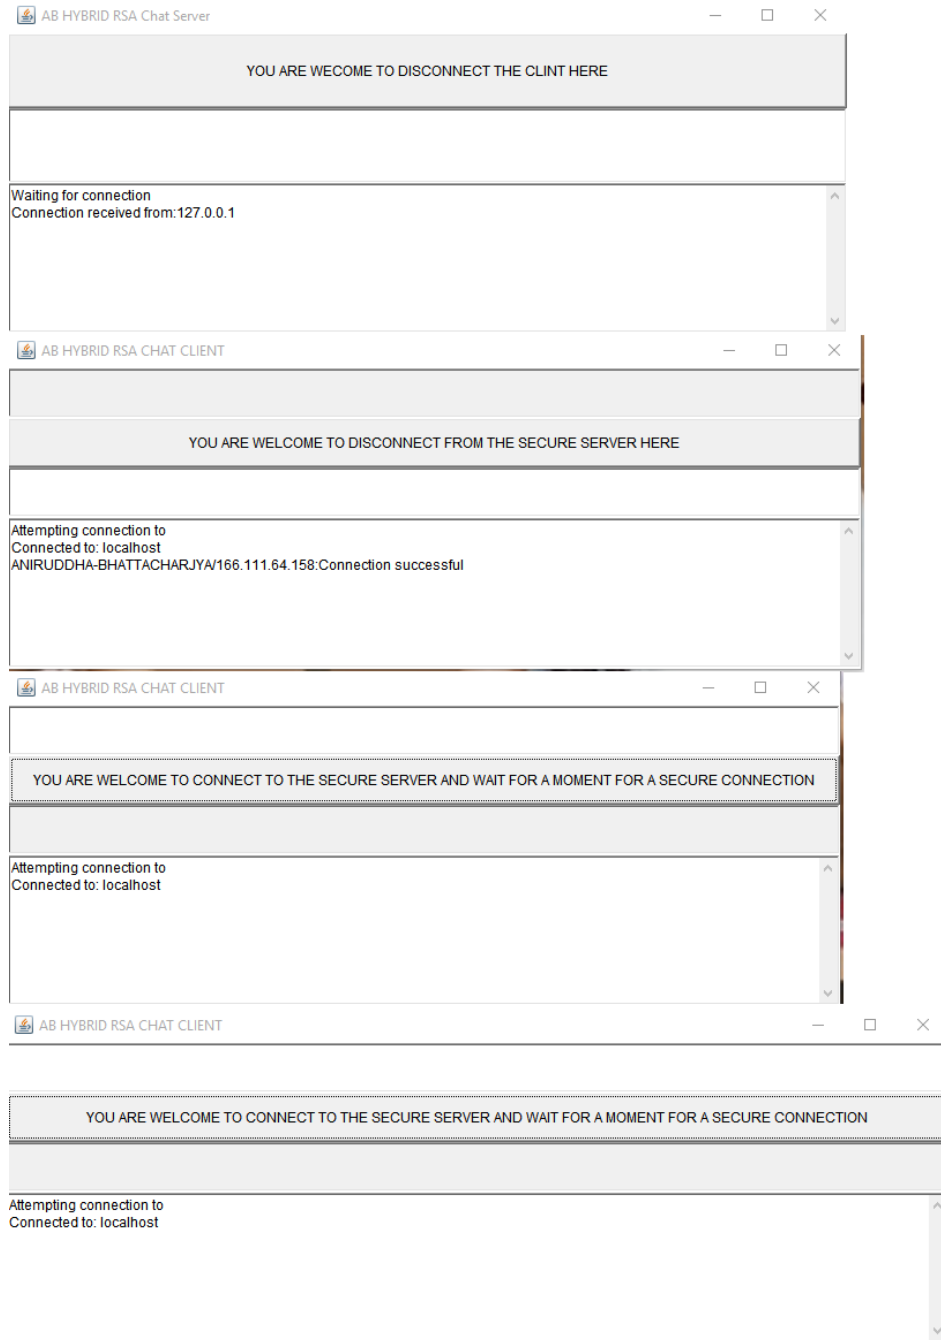 AB HYBRID RSA Chat Server
YOU ARE WECOME TO DISCONNECT THE CLINT HERE
Waiting for connection
Connection received from:127.0.0.1
AB HYBRID RSA CHAT CLIENT
YOU ARE WELCOME TO DISCONNECT FROM THE SECURE SERVER HERE
Attempting connection to
Connected to: localhost
ANIRUDDHA-BHATTACHARJYA/166.111.64.158:Connection successful
AB HYBRID RSA CHAT CLIENT
YOU ARE WELCOME TO CONNECT TO THE SECURE SERVER AND WAIT FOR A MOMENT FOR A SECURE CONNECTION
Attempting connection to
Connected to: localhost
AB HYBRID RSA CHAT CLIENT
YOU ARE WELCOME TO CONNECT TO THE SECURE SERVER AND WAIT FOR A MOMENT FOR A SECURE CONNECTION
Attempting connection to
Connected to: localhost